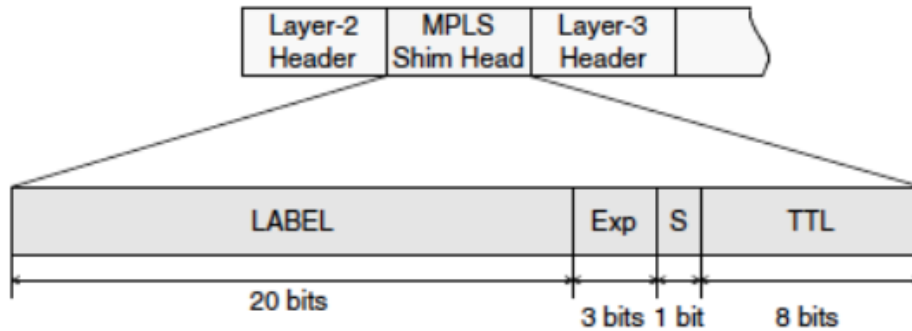 Layer-2 MPLS Layer-3
Header Shim Head Header
LABEL Exp S TTL
20 bits 3 bits 1 bit 8 bits